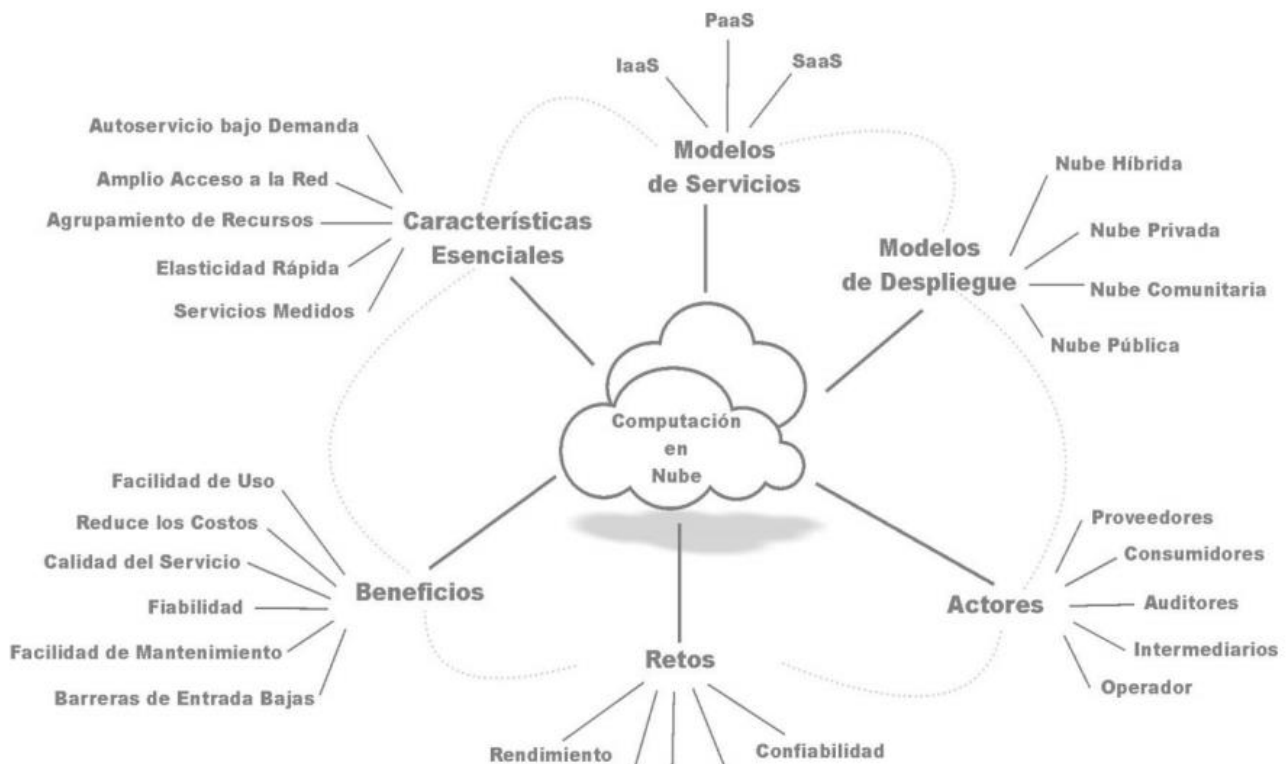 PaaS
IaaS
SaaS
Modelos
de Servicios
Autoservicio bajo Demanda
Amplio Acceso a la Red
Agrupamiento de Recursos
Elasticidad Rápida
Servicios Medidos
Características
Esenciales
Modelos
de Despliegue
Nube Híbrida
Nube Privada
Nube Comunitaria
Nube Pública
Computación
en
Nube
Facilidad de Uso
Reduce los Costos
Calidad del Servicio
Fiabilidad
Facilidad de Mantenimiento
Barreras de Entrada Bajas
Beneficios
Retos
Rendimiento
Confiabilidad
Actores
Proveedores
Consumidores
Auditores
Intermediarios
Operador